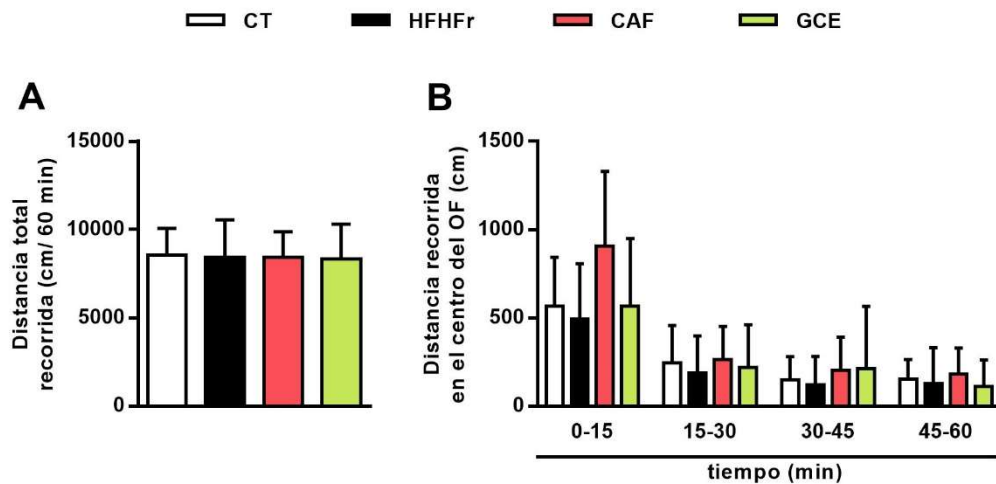 CT HFHFr CAF GCE
A
Distancia total
recorrida (cm/ 60 min)
15000
10000
5000
0
B
Distancia recorrida
en el centro del OF (cm)
1500
1000
500
0
0-15 15-30 30-45 45-60
tiempo (min)